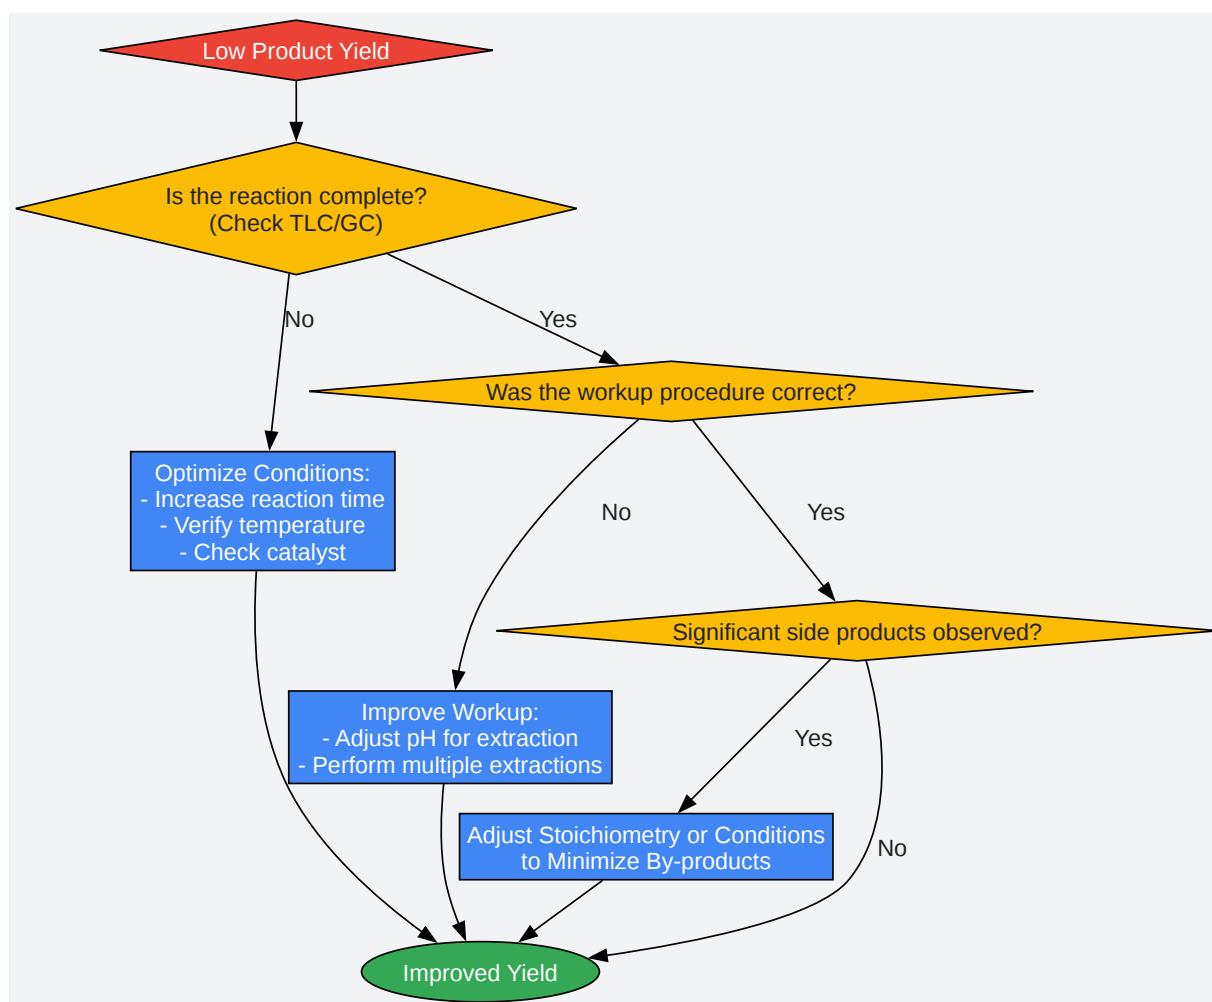 Low Product Yield
Is the reaction complete?
(Check TLC/GC)
No
Yes
Was the workup procedure correct?
Optimize Conditions:
- Increase reaction time
- Verify temperature
- Check catalyst
No
Yes
Significant side products observed?
Improve Workup:
- Adjust pH for extraction
- Perform multiple extractions
Yes
Adjust Stoichiometry or Conditions
to Minimize By-products
No
Improved Yield